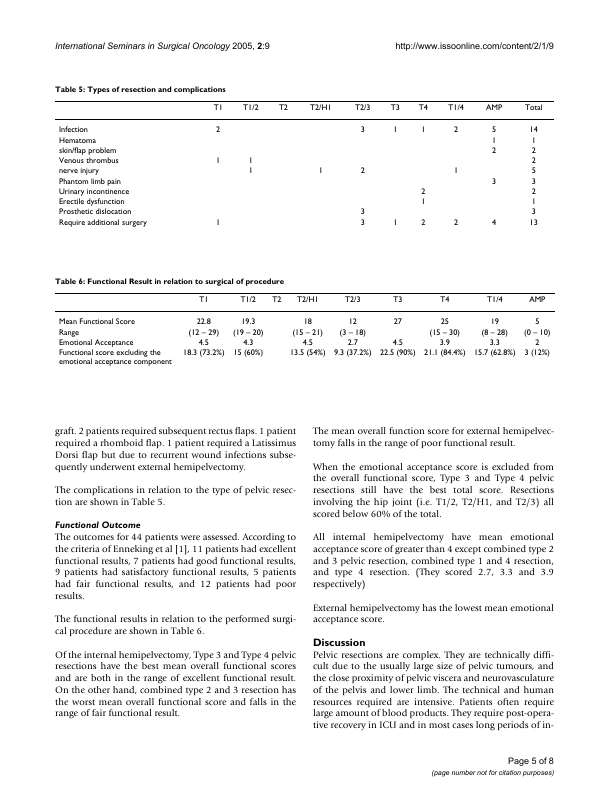 International Seminars in Surgical Oncology 2005, 2:9 http://www.issoonline.com/content/2/1/9
Table 5: Types of resection and complications
T1 T1/2 T2 T2/H1 T2/3 T3 T4 T1/4 AMP Total
Infection 2 3 1 1 2 5 14
Hematoma 1 1
skin/flap problem 2 2
Venous thrombus 1 1 2
nerve injury 1 1 2 1 5
Phantom limb pain 3 3
Urinary incontinence 2 2
Erectile dysfunction 1 1
Prosthetic dislocation 3 3
Require additional surgery 1 3 1 2 2 4 13
Table 6: Functional Result in relation to surgical of procedure
T1 T1/2 T2 T2/H1 T2/3 T3 T4 T1/4 AMP
Mean Functional Score 22.8 19.3 18 12 27 25 19 5
Range (12 – 29) (19 – 20) (15 – 21) (3 – 18) (15 – 30) (8 – 28) (0 – 10)
Emotional Acceptance 4.5 4.3 4.5 2.7 4.5 3.9 3.3 2
Functional score excluding the 18.3 (73.2%) 15 (60%) 13.5 (54%) 9.3 (37.2%) 22.5 (90%) 21.1 (84.4%) 15.7 (62.8%) 3 (12%)
emotional acceptance component
graft. 2 patients required subsequent rectus flaps. 1 patient
required a rhomboid flap. 1 patient required a Latissimus
Dorsi flap but due to recurrent wound infections subse-
quently underwent external hemipelvectomy.
The complications in relation to the type of pelvic resec-
tion are shown in Table 5.
Functional Outcome
The outcomes for 44 patients were assessed. According to
the criteria of Enneking et al [1], 11 patients had excellent
functional results, 7 patients had good functional results,
9 patients had satisfactory functional results, 5 patients
had fair functional results, and 12 patients had poor
results.
The functional results in relation to the performed surgi-
cal procedure are shown in Table 6.
Of the internal hemipelvectomy, Type 3 and Type 4 pelvic
resections have the best mean overall functional scores
and are both in the range of excellent functional result.
On the other hand, combined type 2 and 3 resection has
the worst mean overall functional score and falls in the
range of fair functional result.
The mean overall function score for external hemipelvec-
tomy falls in the range of poor functional result.
When the emotional acceptance score is excluded from
the overall functional score, Type 3 and Type 4 pelvic
resections still have the best total score. Resections
involving the hip joint (i.e. T1/2, T2/H1, and T2/3) all
scored below 60% of the total.
All internal hemipelvectomy have mean emotional
acceptance score of greater than 4 except combined type 2
and 3 pelvic resection, combined type 1 and 4 resection,
and type 4 resection. (They scored 2.7, 3.3 and 3.9
respectively)
External hemipelvectomy has the lowest mean emotional
acceptance score.
Discussion
Pelvic resections are complex. They are technically diffi-
cult due to the usually large size of pelvic tumours, and
the close proximity of pelvic viscera and neurovasculature
of the pelvis and lower limb. The technical and human
resources required are intensive. Patients often require
large amount of blood products. They require post-opera-
tive recovery in ICU and in most cases long periods of in-
Page 5 of 8
(page number not for citation purposes)